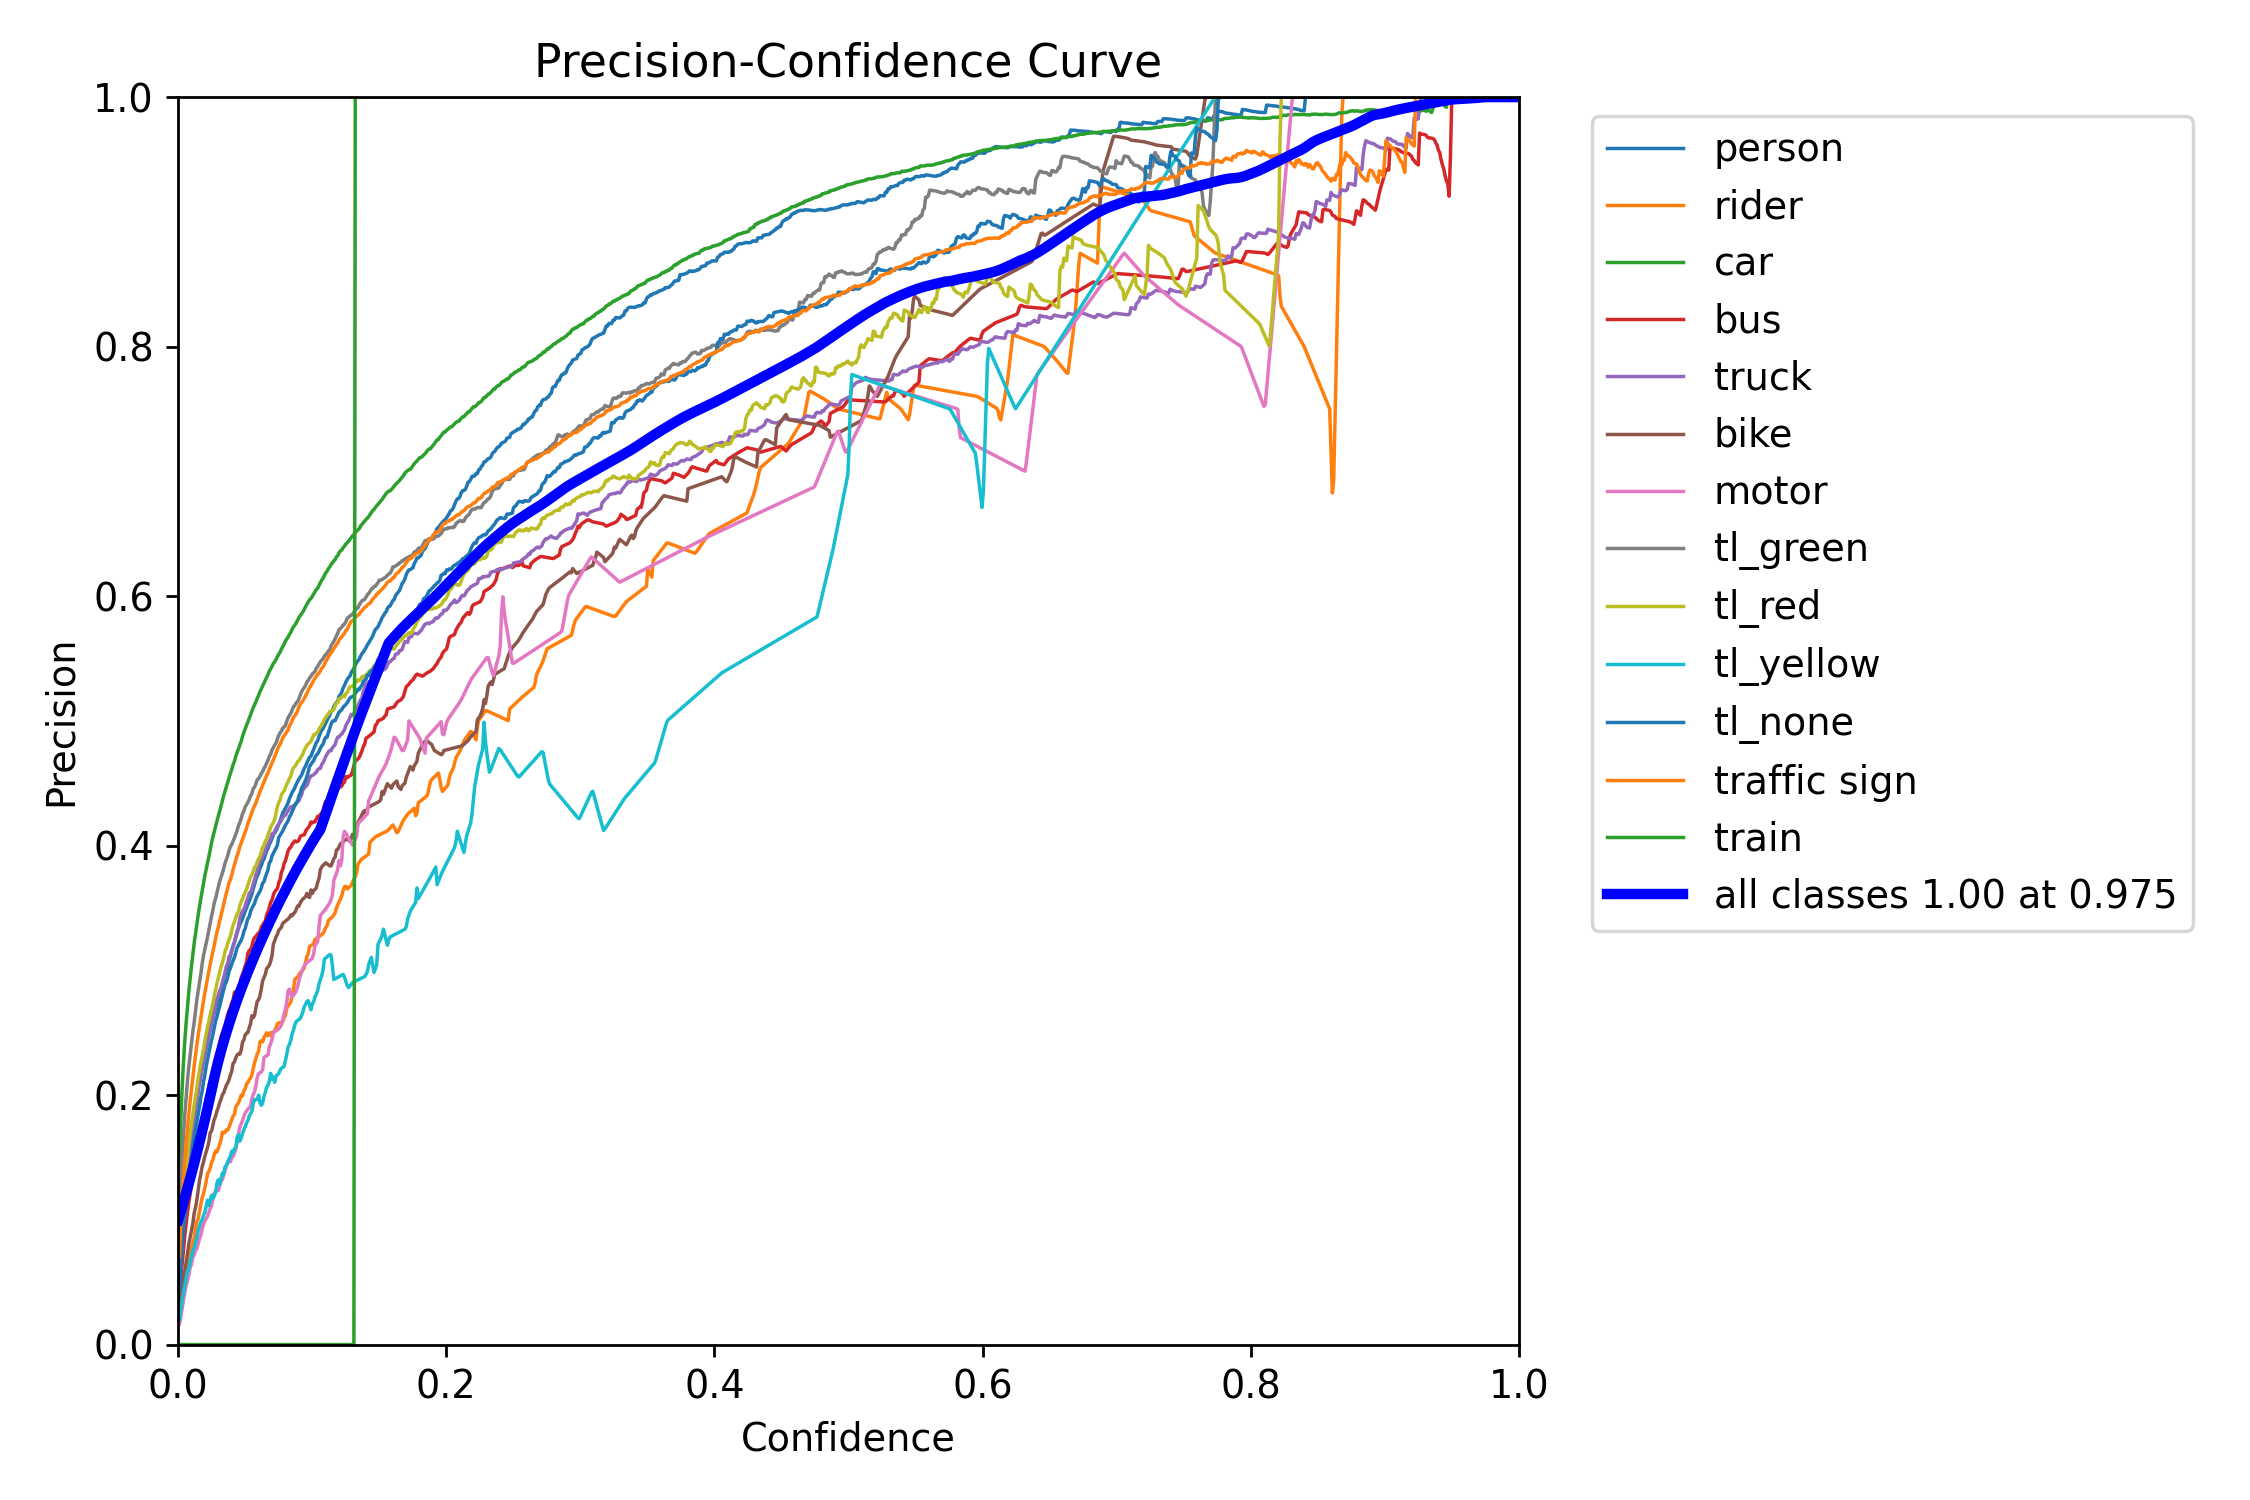 Precision-Confidence Curve
1.0
0.8
0.6
0.4
0.2
0.0
Precision
0.0 0.2 0.4 0.6 0.8 1.0
Confidence
person
rider
car
bus
truck
bike
motor
tl_green
tl_red
tl_yellow
tl_none
traffic sign
train
all classes 1.00 at 0.975